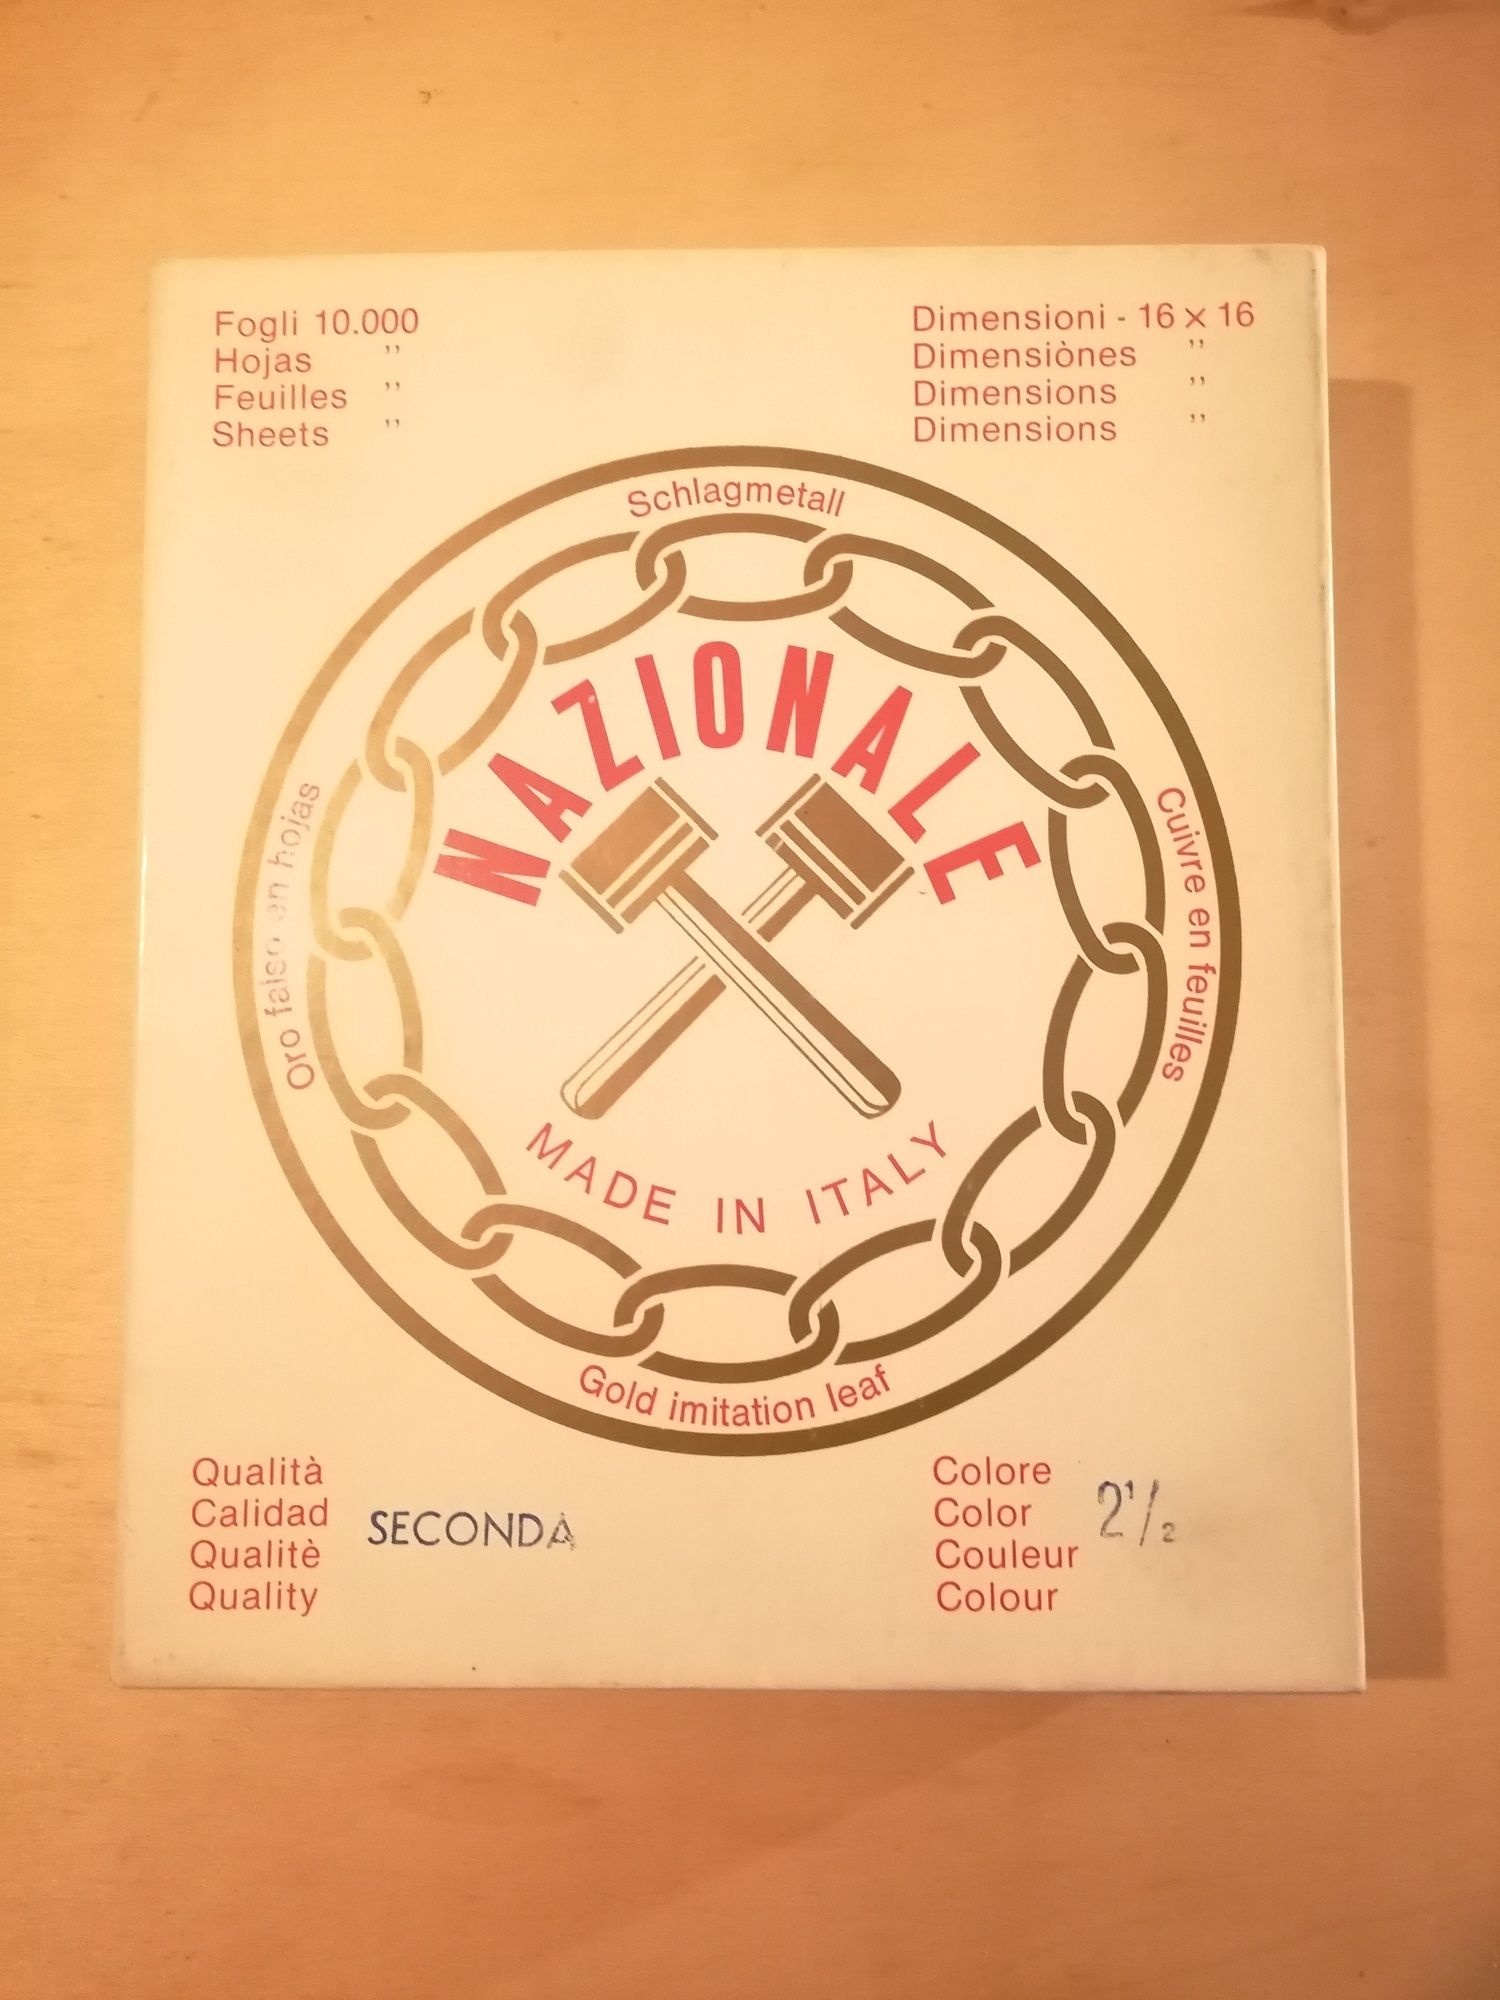 Fogli 10.000
Hojas ”
Feuilles ”
Sheets ”
Dimensioni - 16 × 16
Dimensiònes ”
Dimensions ”
Dimensions ”
Schlagmetall
Oro falso en hojas
Cuivre en feuilles
NAZIONALE
MADE IN ITALY
Gold imitation leaf
Qualità
Calidad
Qualitè
Quality
SECONDA
Colore
Color
Couleur
Colour
2 1/2